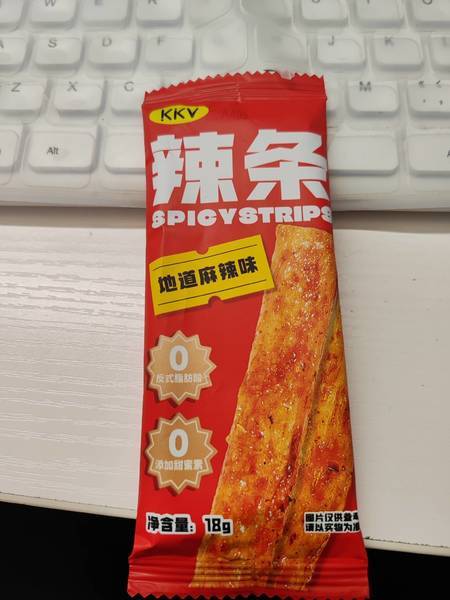 KKV
辣条
SPICYSTRIPS
地道麻辣味
0
反式脂肪酸
0
添加甜蜜素
净含量: 18g
图片仅供参
请以实物为准
A
S
D
F
J
K
Alt
M